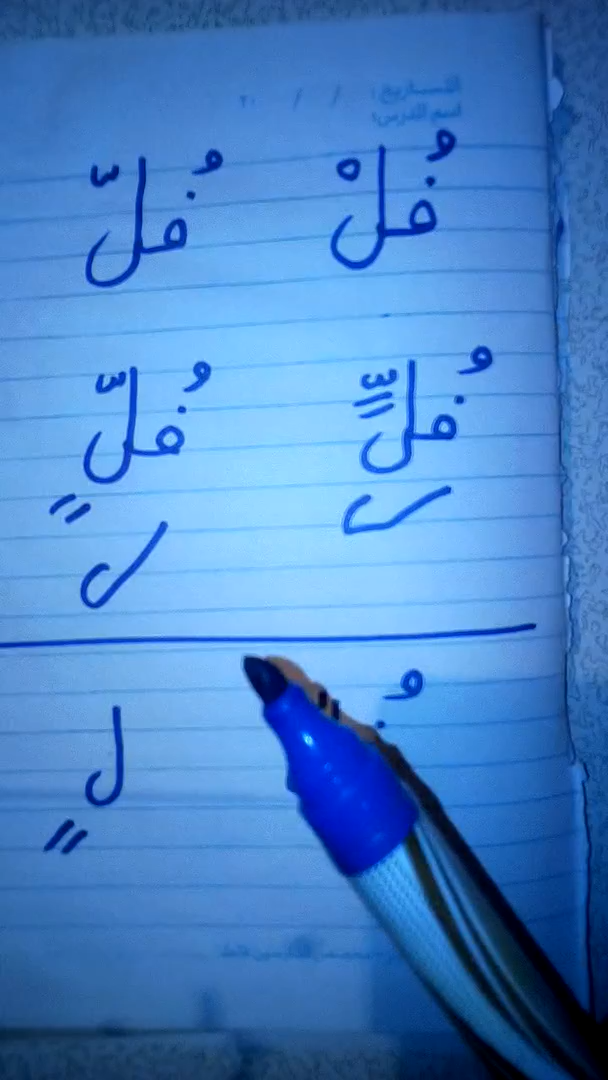 التاريخ: / / ٢٠
اسم الدرس:
فُلْ فُلّ
فُلًّ فُلٍّ
ل ل
لٍ